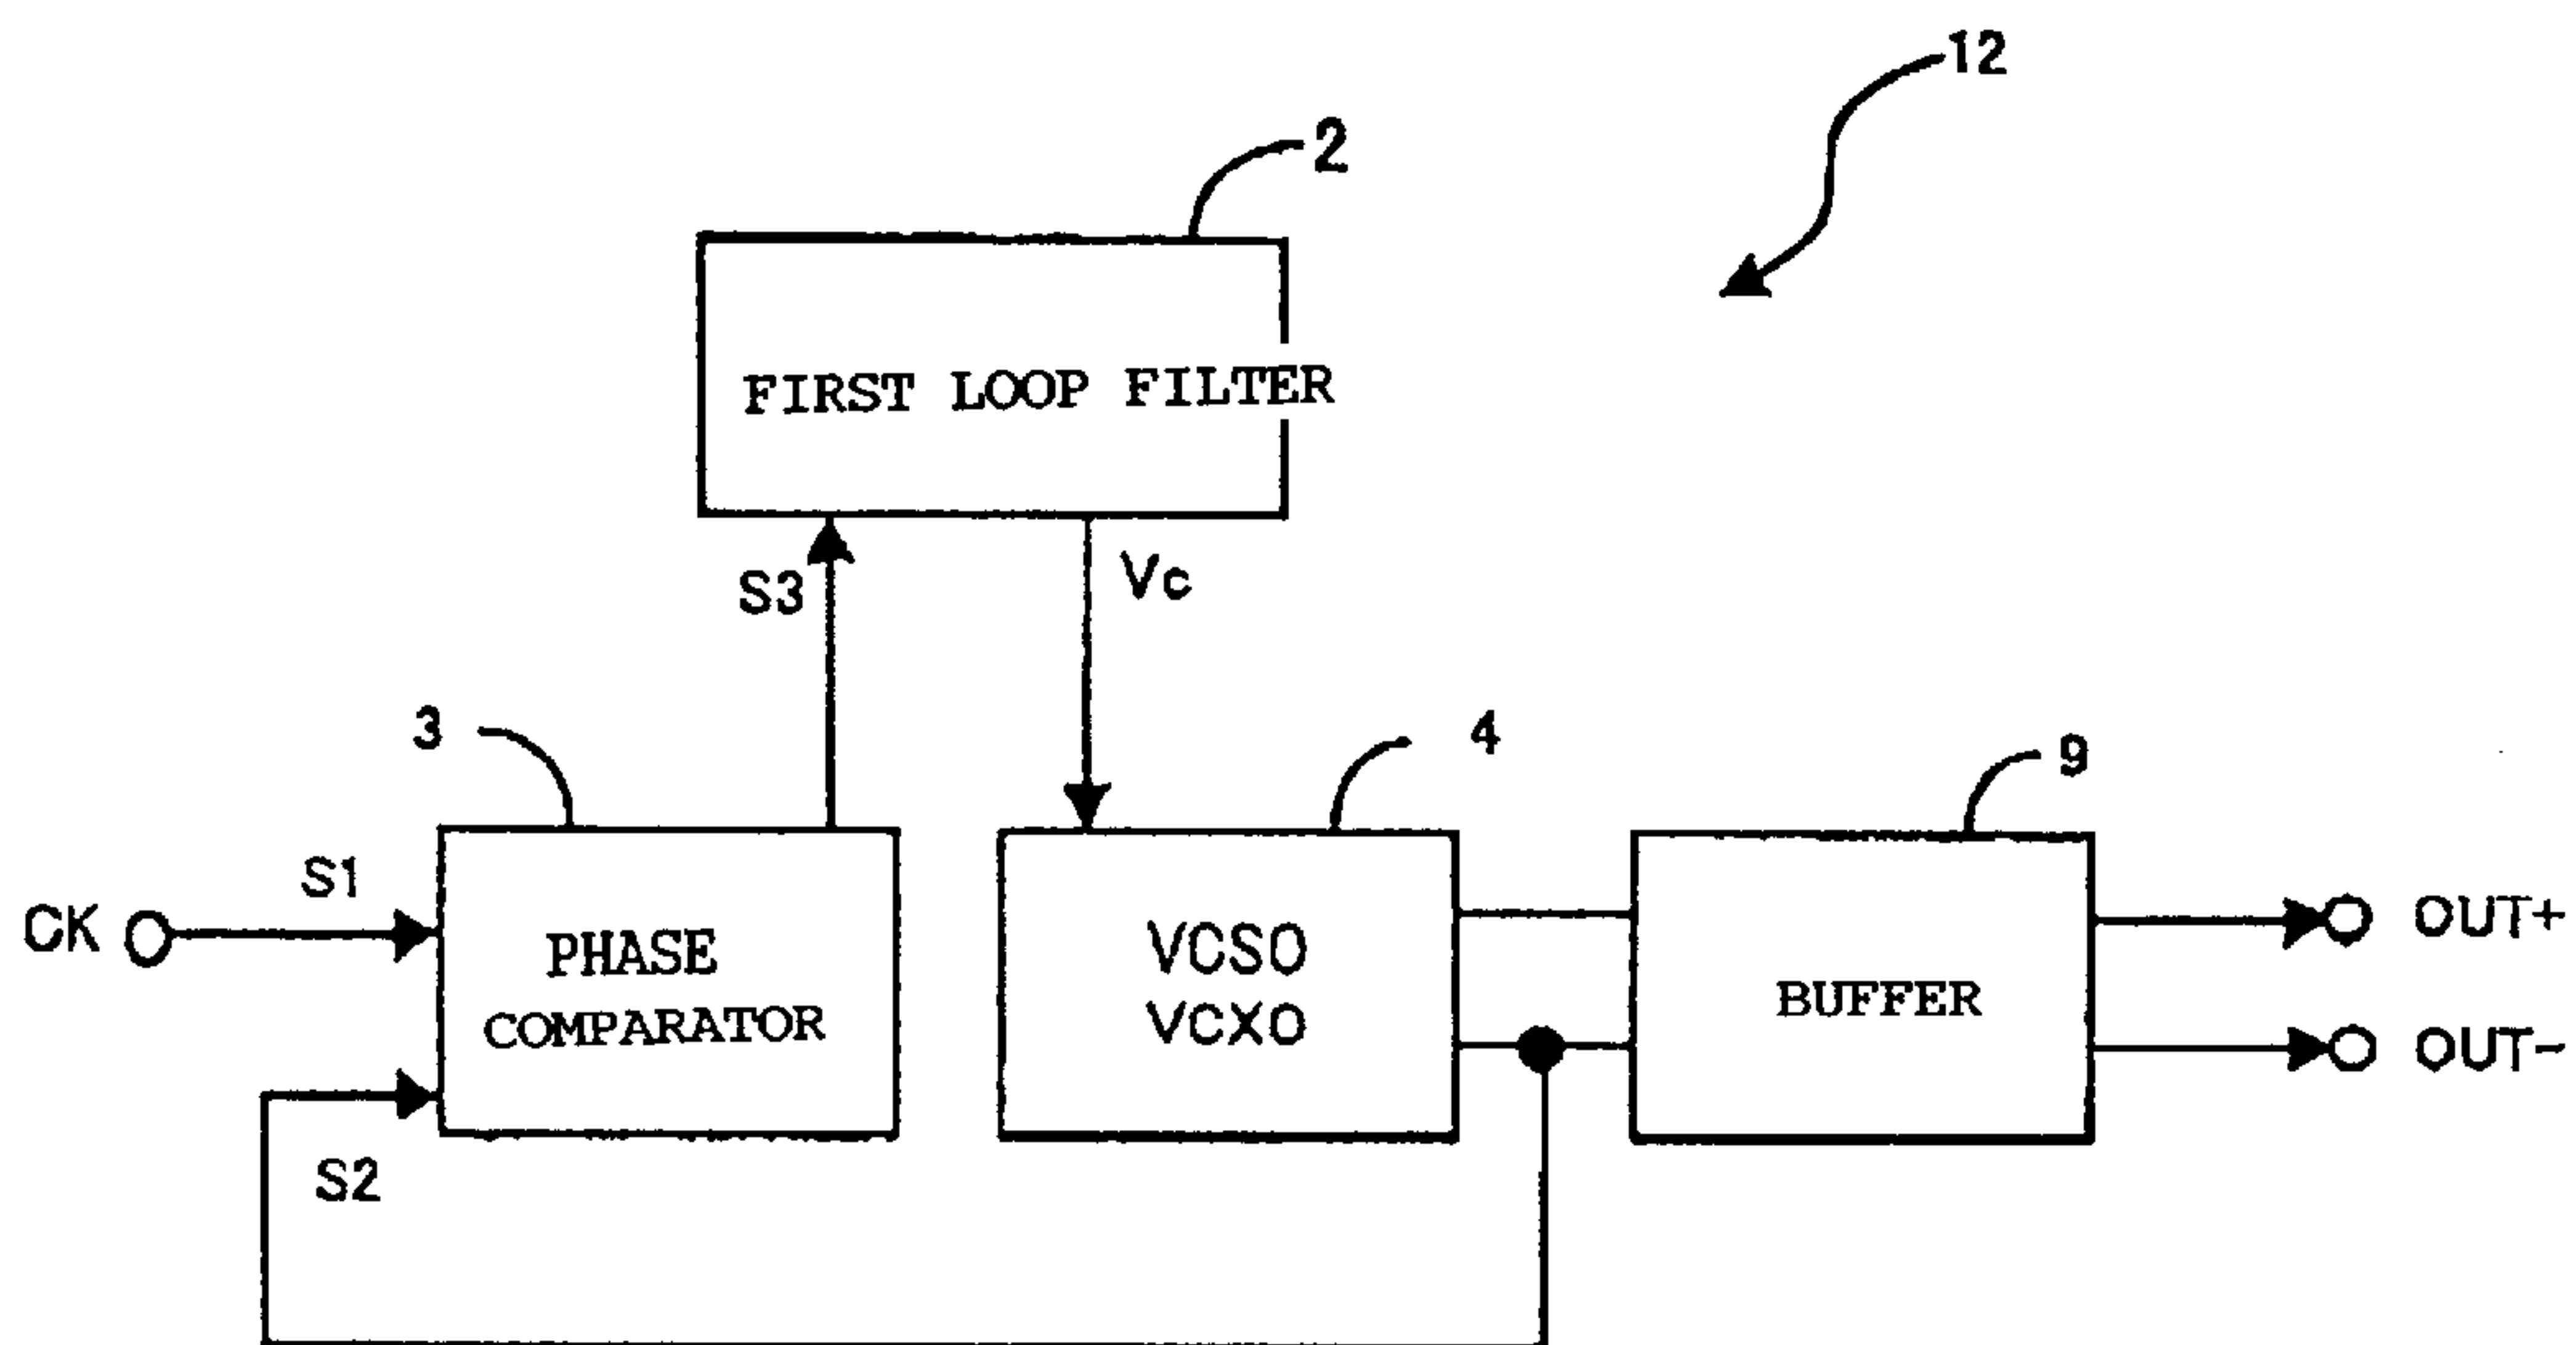 12
2
FIRST LOOP FILTER
S3
Vc
3
4
9
S1
CK
PHASE
COMPARATOR
VCSO
VCXO
BUFFER
OUT+
OUT-
S2